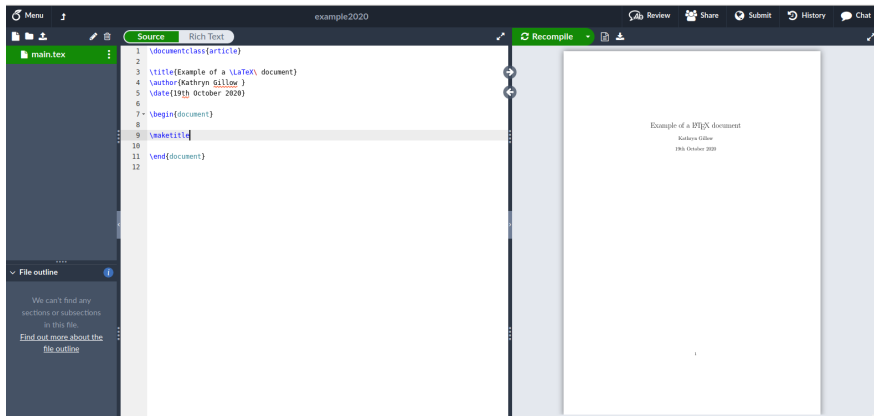 Menu
example2020
Review
Share
Submit
History
Chat
main.tex
Source
Rich Text
Recompile
1 \documentclass{article}
2
3 \title{Example of a \LaTeX\ document}
4 \author{Kathryn Gillow }
5 \date{19th October 2020}
6
7 \begin{document}
8
9 \maketitle
10
11 \end{document}
12
File outline
i
We can't find any
sections or subsections
in this file.
Find out more about the
file outline
Example of a LATEX document
Kathryn Gillow
19th October 2020
1